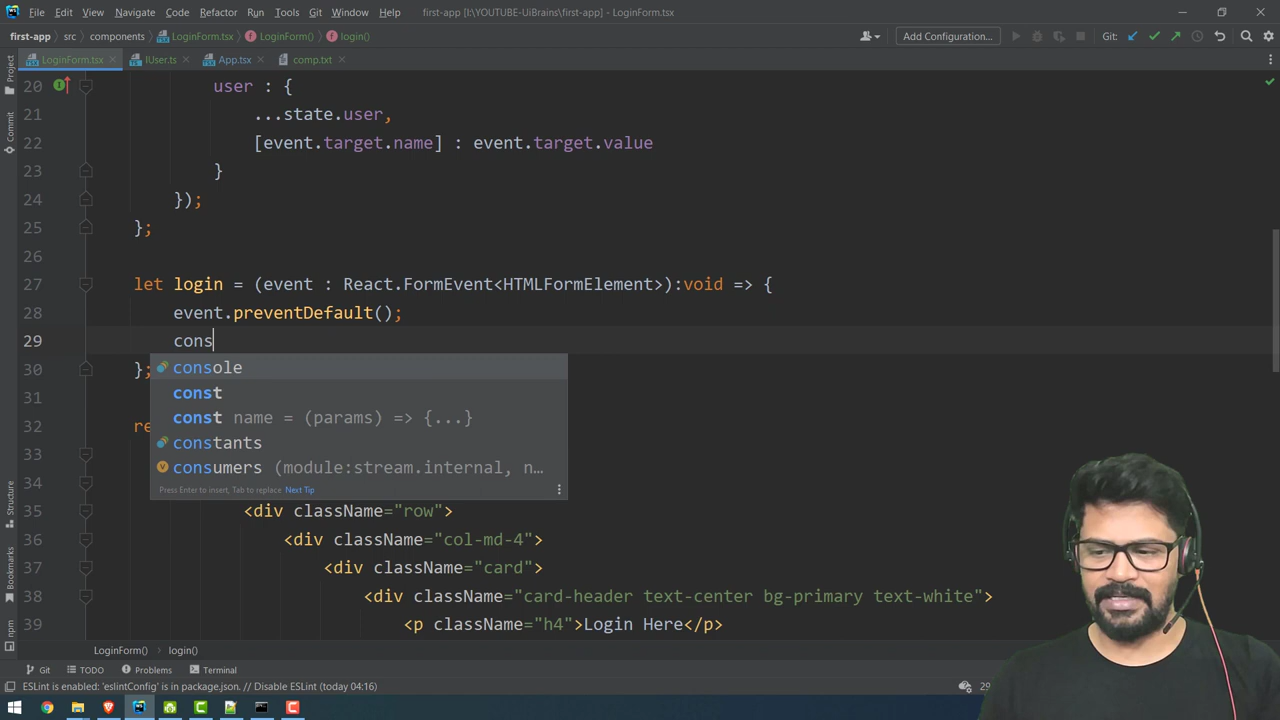 File Edit View Navigate Code Refactor Run Tools Git Window Help first-app [I:\YOUTUBE-UiBrains\first-app] - LoginForm.tsx
first-app src components LoginForm.tsx LoginForm() login() Add Configuration... Git:
LoginForm.tsx IUser.ts App.tsx comp.txt
Project
Commit
Structure
Bookmarks
npm
20 user : {
21 ...state.user,
22 [event.target.name] : event.target.value
23 }
24 });
25 };
26
27 let login = (event : React.FormEvent<HTMLFormElement>):void => {
28 event.preventDefault();
29 cons
console
30 };
const
31 const name = (params) => {...}
32 re
constants
33
consumers (module:stream.internal, n...
34
Press Enter to insert, Tab to replace Next Tip
35 <div className="row">
36 <div className="col-md-4">
37 <div className="card">
38 <div className="card-header text-center bg-primary text-white">
39 <p className="h4">Login Here</p>
LoginForm() login()
Git TODO Problems Terminal
ESLint is enabled: 'eslintConfig' is in package.json. // Disable ESLint (today 04:16) 29